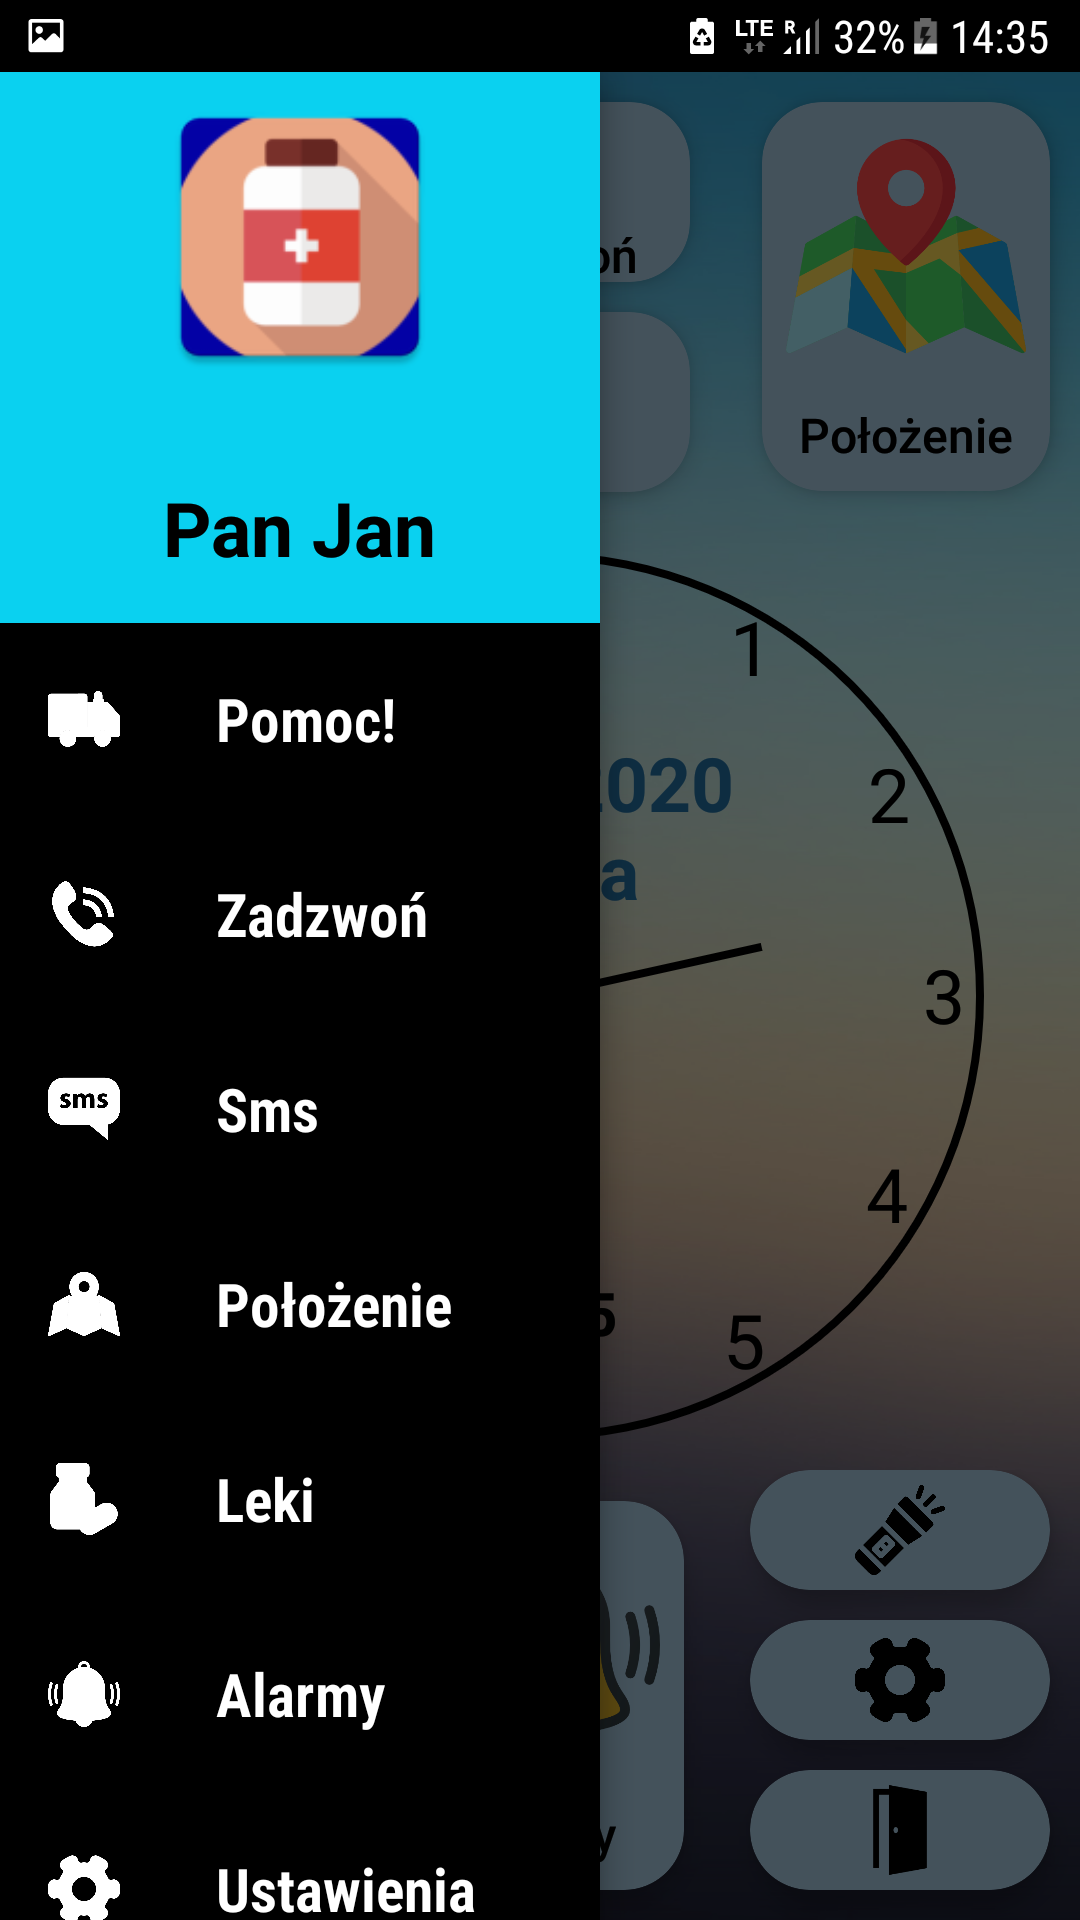 LTE R 32% 14:35
Pan Jan
Pomoc!
Zadzwoń
Sms
sms
Położenie
Leki
Alarmy
Ustawienia
oń
Położenie
1
2020
2
a
3
4
5
5
y